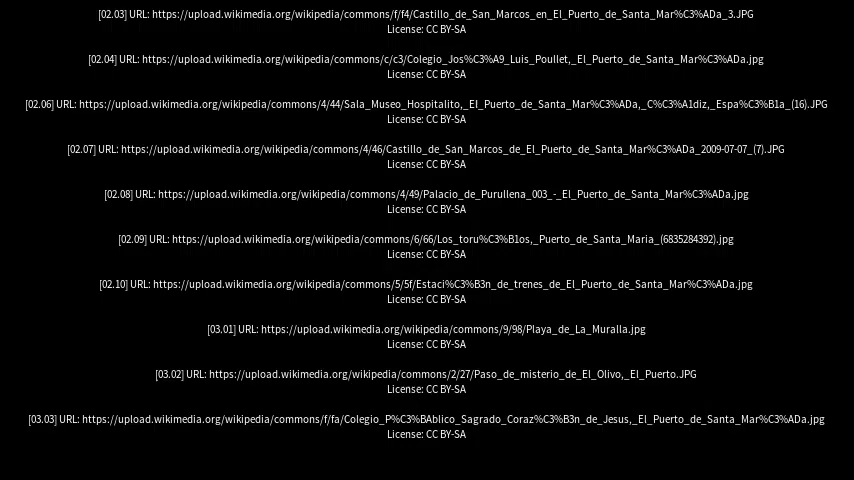 [02.03] URL: https://upload.wikimedia.org/wikipedia/commons/f/f4/Castillo_de_San_Marcos_en_El_Puerto_de_Santa_Mar%C3%ADa_3.JPG
License: CC BY-SA
[02.04] URL: https://upload.wikimedia.org/wikipedia/commons/c/c3/Colegio_Jos%C3%A9_Luis_Poullet,_El_Puerto_de_Santa_Mar%C3%ADa.jpg
License: CC BY-SA
[02.06] URL: https://upload.wikimedia.org/wikipedia/commons/4/44/Sala_Museo_Hospitalito,_El_Puerto_de_Santa_Mar%C3%ADa,_C%C3%A1diz,_Espa%C3%B1a_(16).JPG
License: CC BY-SA
[02.07] URL: https://upload.wikimedia.org/wikipedia/commons/4/46/Castillo_de_San_Marcos_de_El_Puerto_de_Santa_Mar%C3%ADa_2009-07-07_(7).JPG
License: CC BY-SA
[02.08] URL: https://upload.wikimedia.org/wikipedia/commons/4/49/Palacio_de_Purullena_003_-_El_Puerto_de_Santa_Mar%C3%ADa.jpg
License: CC BY-SA
[02.09] URL: https://upload.wikimedia.org/wikipedia/commons/6/66/Los_toru%C3%B1os,_Puerto_de_Santa_Maria_(6835284392).jpg
License: CC BY-SA
[02.10] URL: https://upload.wikimedia.org/wikipedia/commons/5/5f/Estaci%C3%B3n_de_trenes_de_El_Puerto_de_Santa_Mar%C3%ADa.jpg
License: CC BY-SA
[03.01] URL: https://upload.wikimedia.org/wikipedia/commons/9/98/Playa_de_La_Muralla.jpg
License: CC BY-SA
[03.02] URL: https://upload.wikimedia.org/wikipedia/commons/2/27/Paso_de_misterio_de_El_Olivo,_El_Puerto.JPG
License: CC BY-SA
[03.03] URL: https://upload.wikimedia.org/wikipedia/commons/f/fa/Colegio_P%C3%BAblico_Sagrado_Coraz%C3%B3n_de_Jesus,_El_Puerto_de_Santa_Mar%C3%ADa.jpg
License: CC BY-SA